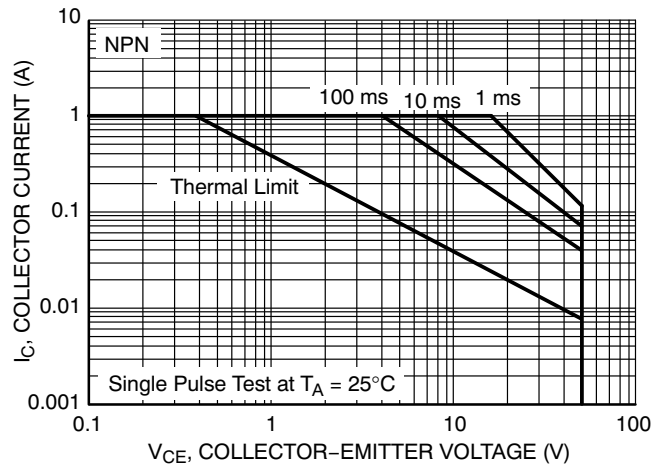 10
NPN
100 ms 10 ms 1 ms
1
Thermal Limit
0.1
0.01
Single Pulse Test at TA = 25°C
0.001
0.1 1 10 100
IC, COLLECTOR CURRENT (A)
VCE, COLLECTOR−EMITTER VOLTAGE (V)